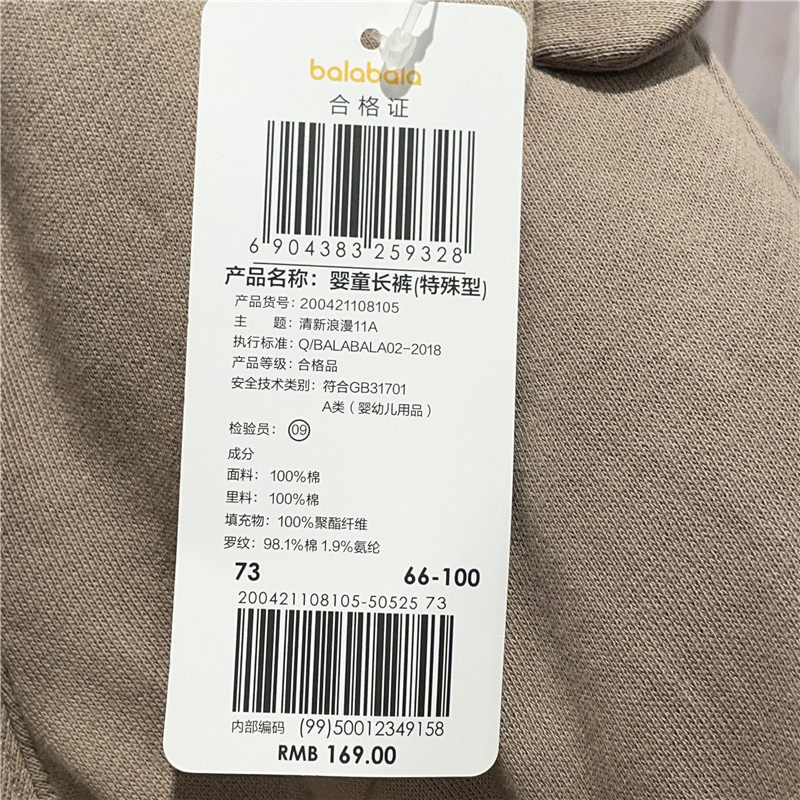 balabala
合格证
6 904383 259328
产品名称：婴童长裤(特殊型)
产品货号：200421108105
主 题：清新浪漫11A
执行标准：Q/BALABALA02-2018
产品等级：合格品
安全技术类别：符合GB31701
A类（婴幼儿用品）
检验员：09
成分
面料：100%棉
里料：100%棉
填充物：100%聚酯纤维
罗纹：98.1%棉 1.9%氨纶
73 66-100
200421108105-50525 73
内部编码 (99)50012349158
RMB 169.00